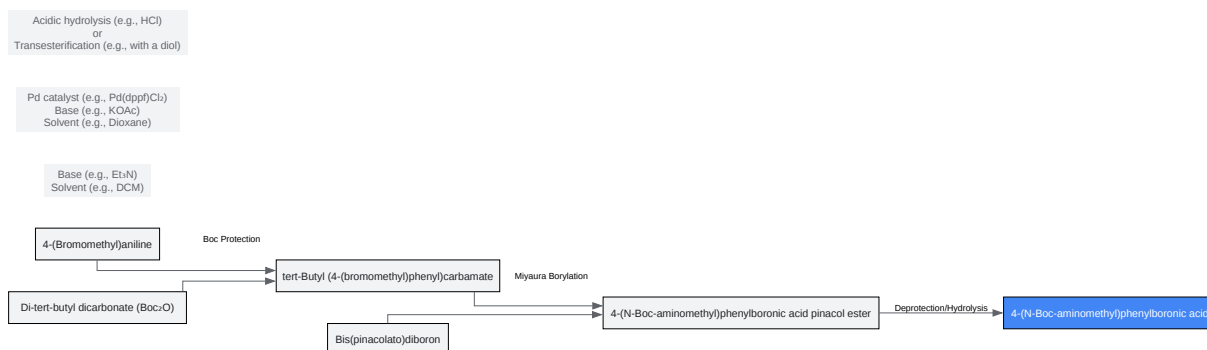 Acidic hydrolysis (e.g., HCl)
or
Transesterification (e.g., with a diol)
Pd catalyst (e.g., Pd(dppf)Cl₂)
Base (e.g., KOAc)
Solvent (e.g., Dioxane)
Base (e.g., Et₃N)
Solvent (e.g., DCM)
4-(Bromomethyl)aniline
Boc Protection
tert-Butyl (4-(bromomethyl)phenyl)carbamate
Miyaura Borylation
Di-tert-butyl dicarbonate (Boc₂O)
4-(N-Boc-aminomethyl)phenylboronic acid pinacol ester
Deprotection/Hydrolysis
4-(N-Boc-aminomethyl)phenylboronic acid
Bis(pinacolato)diboron